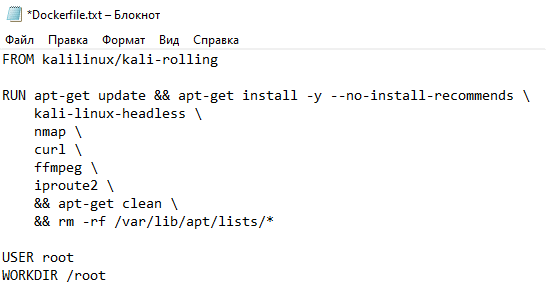 *Dockerfile.txt – Блокнот
Файл Правка Формат Вид Справка
FROM kalilinux/kali-rolling

RUN apt-get update && apt-get install -y --no-install-recommends \
    kali-linux-headless \
    nmap \
    curl \
    ffmpeg \
    iproute2 \
    && apt-get clean \
    && rm -rf /var/lib/apt/lists/*

USER root
WORKDIR /root